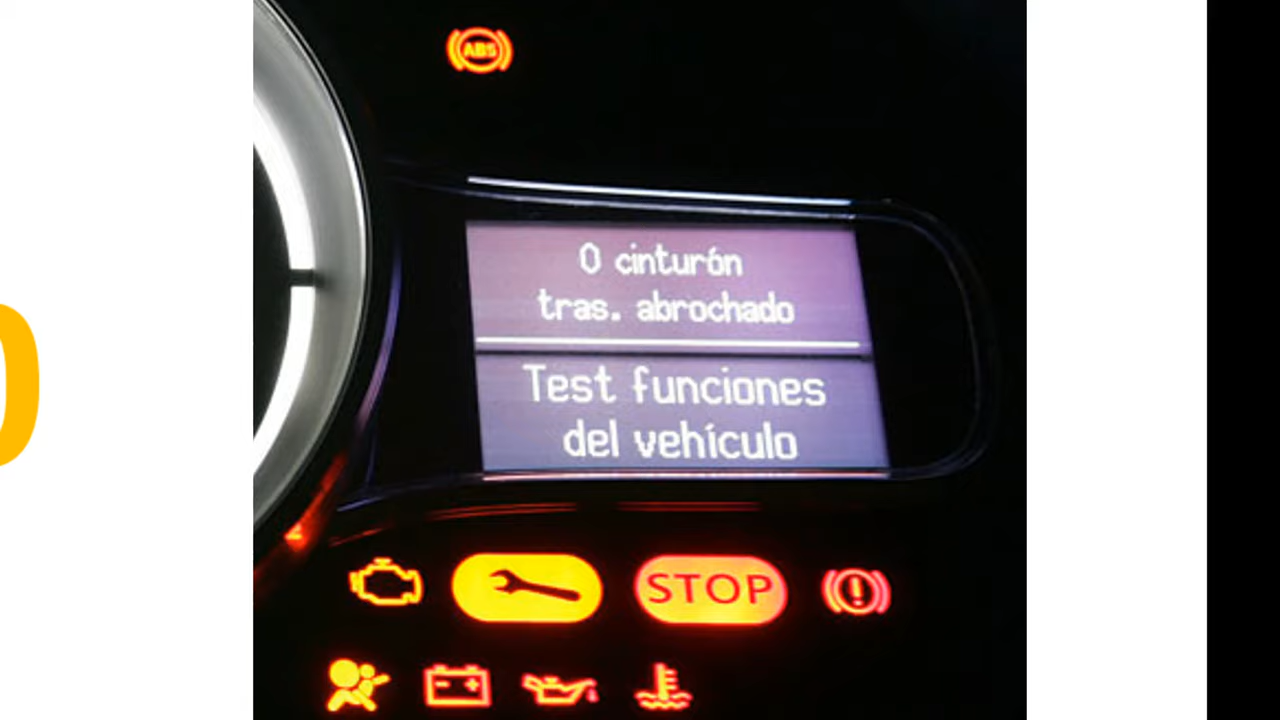 ABS
0 cinturón
tras. abrochado
Test funciones
del vehículo
STOP